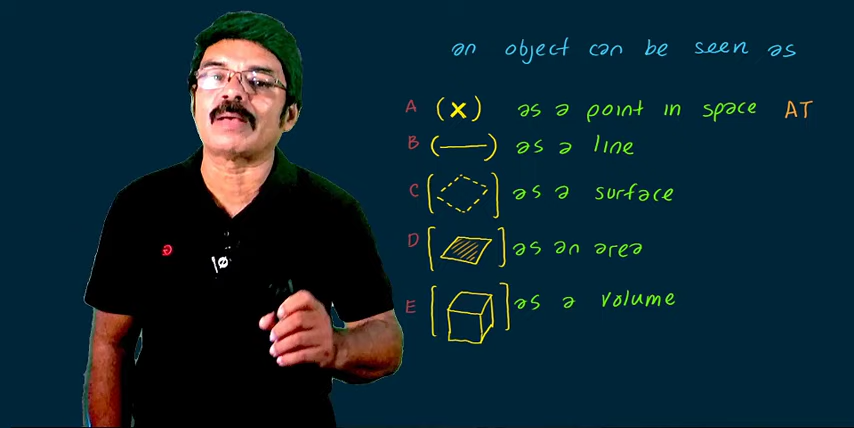 an object can be seen as
A (x) as a point in space AT
B (—) as a line
C [ ] as a surface
D [ ] as an area
E [ ] as a volume